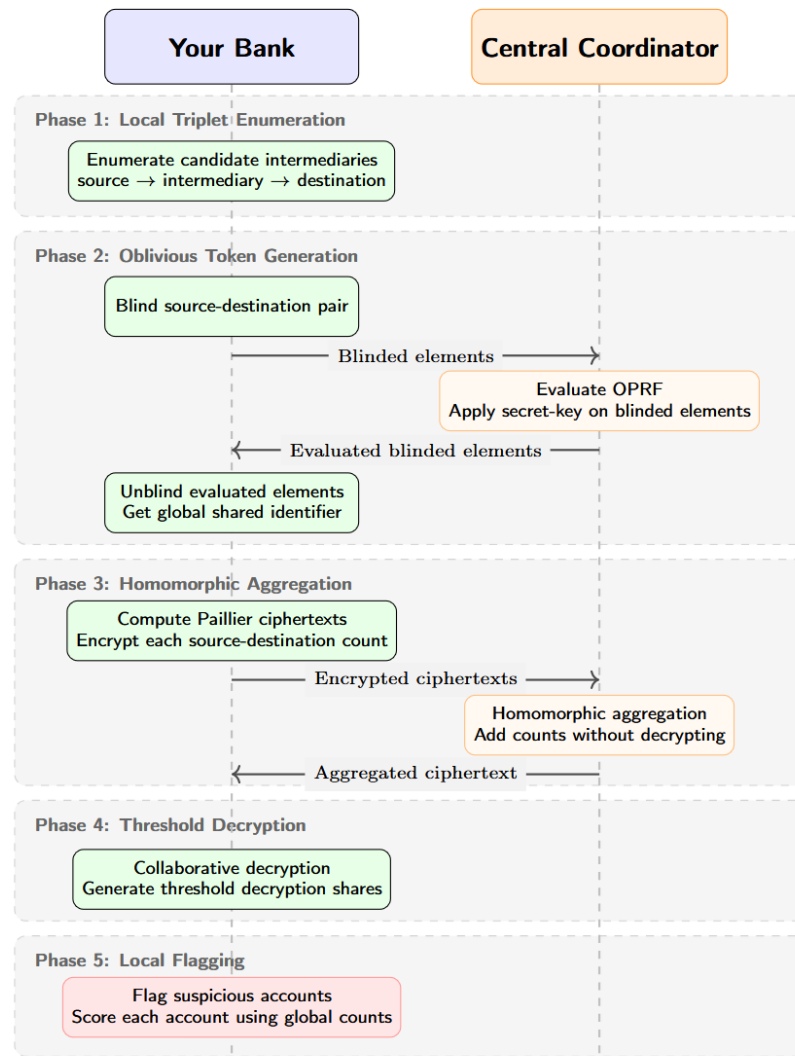 Your Bank
Central Coordinator
Phase 1: Local Triplet Enumeration
Enumerate candidate intermediaries
source → intermediary → destination
Phase 2: Oblivious Token Generation
Blind source-destination pair
Blinded elements
Evaluate OPRF
Apply secret-key on blinded elements
Evaluated blinded elements
Unblind evaluated elements
Get global shared identifier
Phase 3: Homomorphic Aggregation
Compute Paillier ciphertexts
Encrypt each source-destination count
Encrypted ciphertexts
Homomorphic aggregation
Add counts without decrypting
Aggregated ciphertext
Phase 4: Threshold Decryption
Collaborative decryption
Generate threshold decryption shares
Phase 5: Local Flagging
Flag suspicious accounts
Score each account using global counts